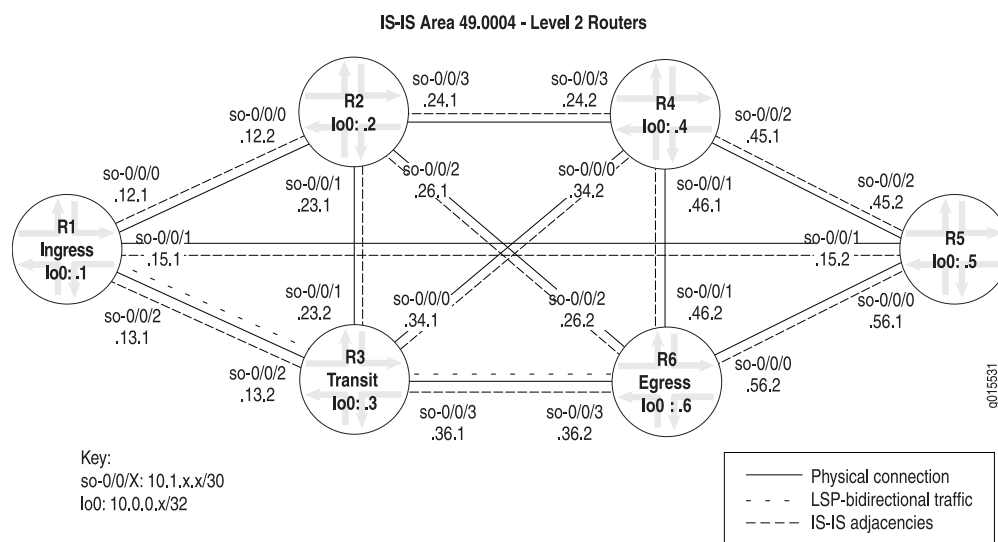 IS-IS Area 49.0004 - Level 2 Routers
so-0/0/3
.24.1
so-0/0/3
.24.2
R2
lo0: .2
R4
lo0: .4
so-0/0/0
.12.2
so-0/0/2
.45.1
so-0/0/0
.12.1
so-0/0/1
.23.1
so-0/0/2
.26.1
so-0/0/0
.34.2
so-0/0/1
.46.1
so-0/0/2
.45.2
R1
Ingress
lo0: .1
so-0/0/1
.15.1
so-0/0/1
.15.2
R5
lo0: .5
so-0/0/2
.13.1
so-0/0/1
.23.2
so-0/0/0
.34.1
so-0/0/2
.26.2
so-0/0/1
.46.2
so-0/0/0
.56.1
so-0/0/2
.13.2
R3
Transit
lo0: .3
R6
Egress
lo0 : .6
so-0/0/0
.56.2
so-0/0/3
.36.1
so-0/0/3
.36.2
g015531
Key:
so-0/0/X: 10.1.x.x/30
lo0: 10.0.0.x/32
Physical connection
LSP-bidirectional traffic
IS-IS adjacencies